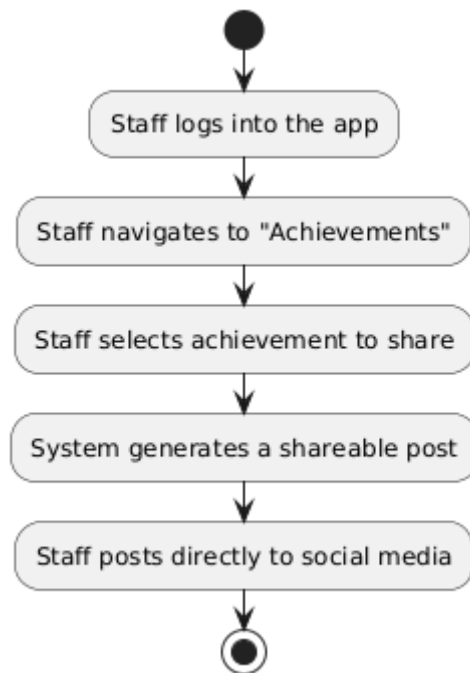 Staff logs into the app
Staff navigates to "Achievements"
Staff selects achievement to share
System generates a shareable post
Staff posts directly to social media